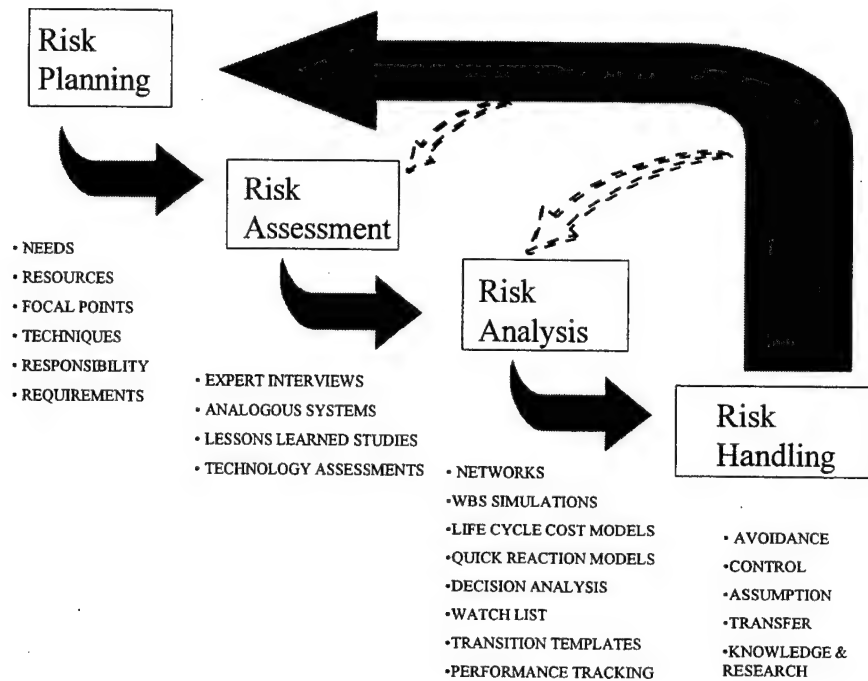 Risk
Planning
Risk
Assessment
• NEEDS
• RESOURCES
• FOCAL POINTS
• TECHNIQUES
• RESPONSIBILITY
• REQUIREMENTS
Risk
Analysis
• EXPERT INTERVIEWS
• ANALOGOUS SYSTEMS
• LESSONS LEARNED STUDIES
• TECHNOLOGY ASSESSMENTS
Risk
Handling
• NETWORKS
•WBS SIMULATIONS
•LIFE CYCLE COST MODELS
•QUICK REACTION MODELS
•DECISION ANALYSIS
•WATCH LIST
•TRANSITION TEMPLATES
•PERFORMANCE TRACKING
• AVOIDANCE
•CONTROL
•ASSUMPTION
•TRANSFER
•KNOWLEDGE &
RESEARCH